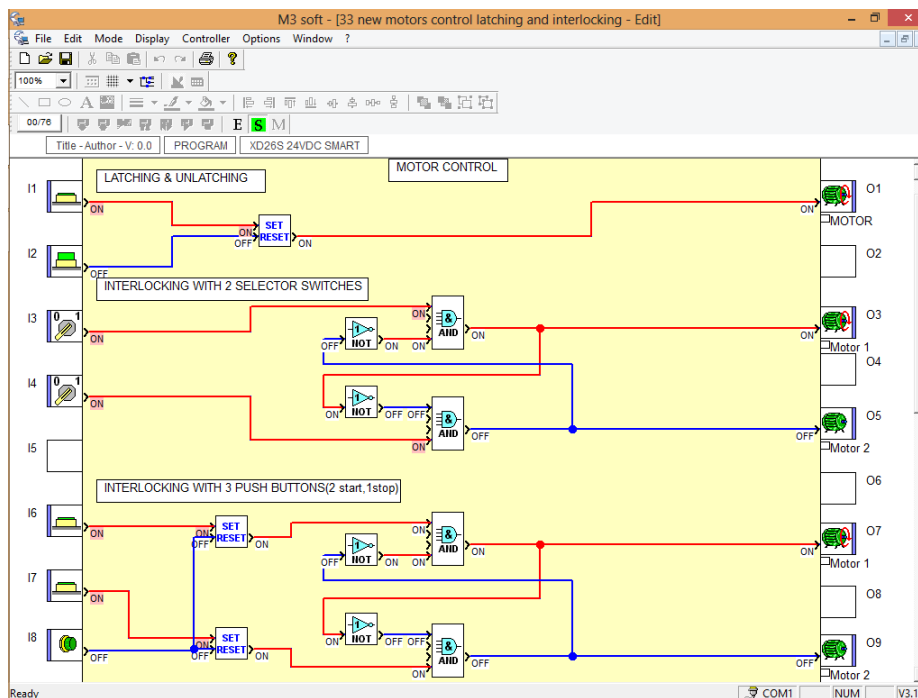 M3 soft - [33 new motors control latching and interlocking - Edit]
File Edit Mode Display Controller Options Window ?
100%
00/76 E S M
Title - Author - V: 0.0 PROGRAM XD26S 24VDC SMART
MOTOR CONTROL
LATCHING & UNLATCHING
I1 O1
ON ON
MOTOR
SET
ON
OFF RESET ON
I2 O2
OFF
INTERLOCKING WITH 2 SELECTOR SWITCHES
I3 0 1 O3
ON & ON
ON AND ON
1
OFF NOT ON ON
Motor 1
I4 0 1 O4
ON
1
ON NOT OFF OFF
O5
& OFF
ON AND OFF
Motor 2
I5
O6
INTERLOCKING WITH 3 PUSH BUTTONS(2 start,1stop)
I6 O7
ON SET
ON
OFF RESET ON
ON &
AND ON ON
1
OFF NOT ON ON
Motor 1
I7 O8
ON
1
ON NOT OFF OFF
I8 O9
OFF SET
ON
OFF RESET ON
&
ON AND OFF OFF
Motor 2
Ready COM1 NUM V3.1